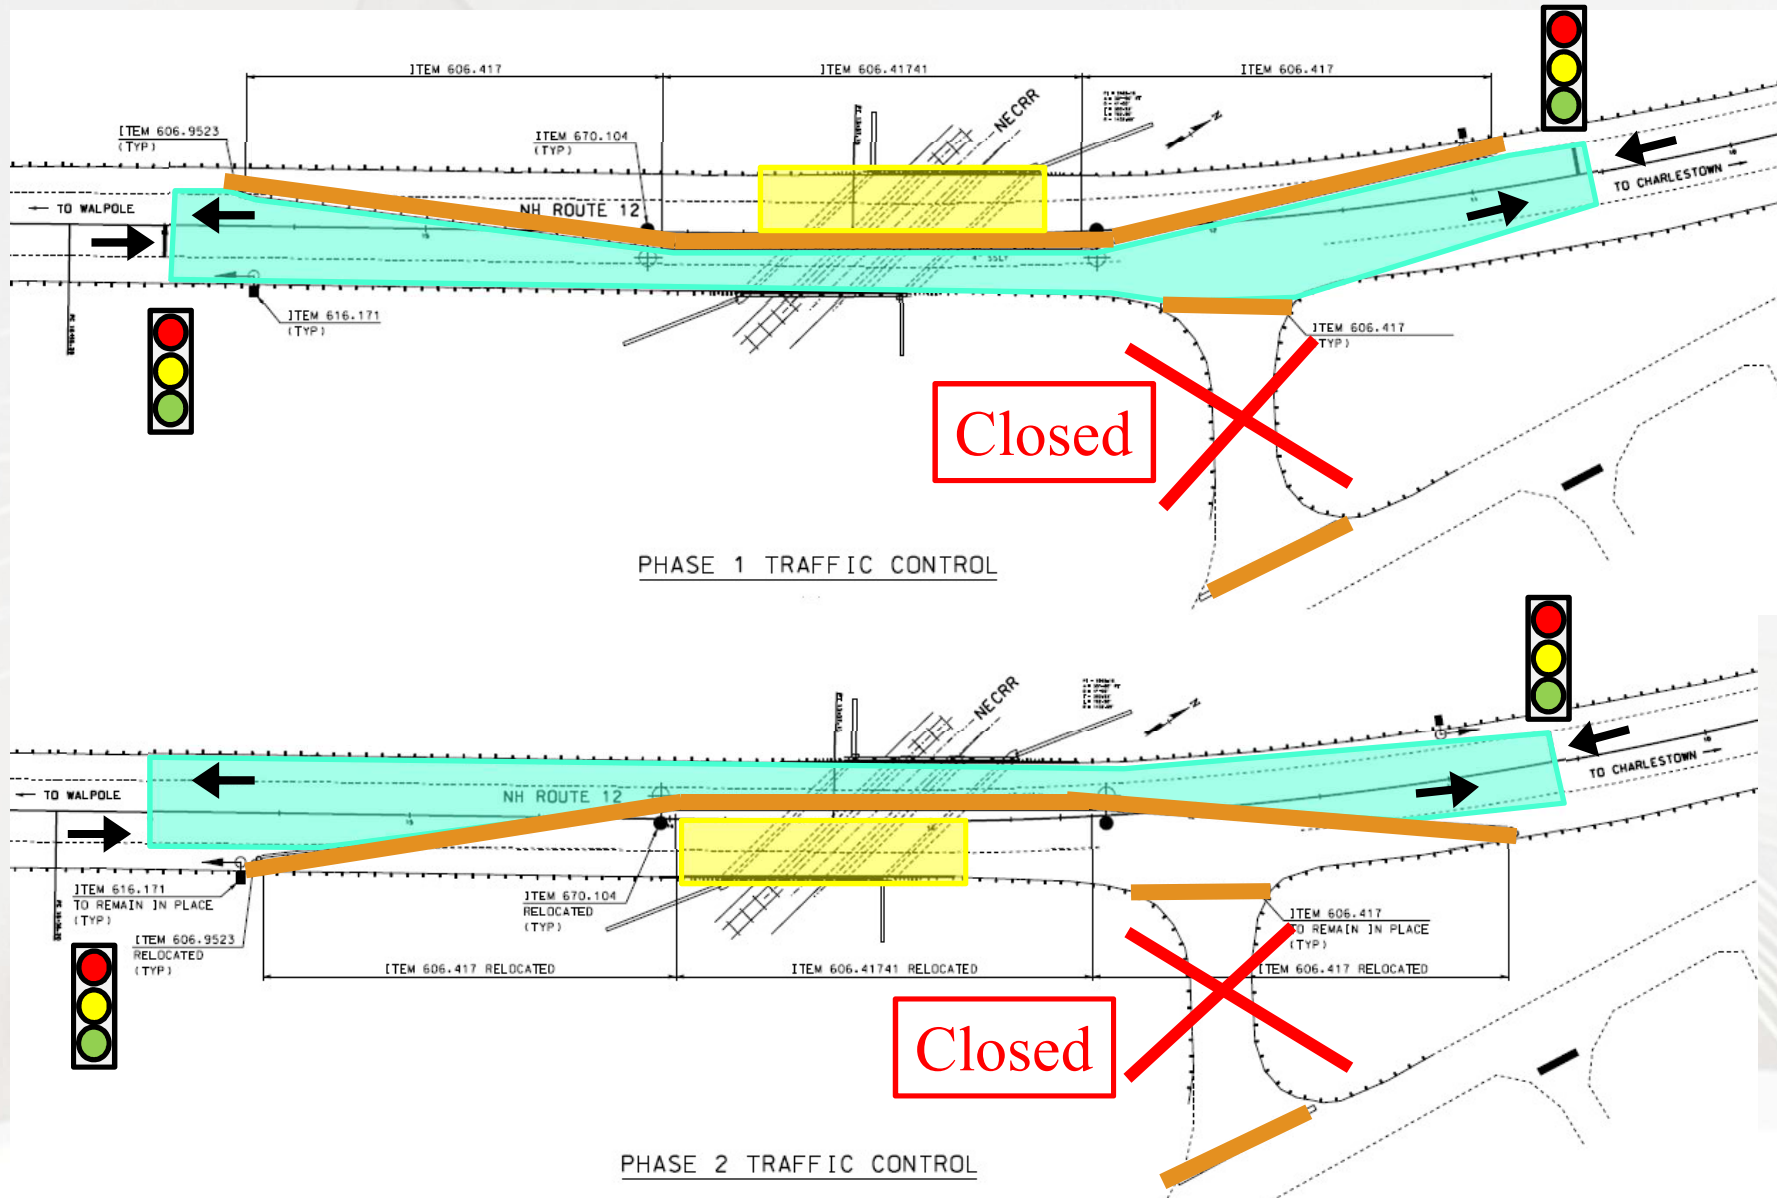 ITEM 606.417
ITEM 606.41741
ITEM 606.417
ITEM 606.9523
(TYP)
ITEM 670.104
(TYP)
NECRR
N
TO CHARLESTOWN
← TO WALPOLE
NH ROUTE 12
ITEM 616.171
(TYP)
ITEM 606.417
(TYP)
Closed
PHASE 1 TRAFFIC CONTROL
NECRR
N
TO CHARLESTOWN
← TO WALPOLE
NH ROUTE 12
ITEM 616.171
TO REMAIN IN PLACE
(TYP)
ITEM 670.104
RELOCATED
(TYP)
ITEM 606.417
TO REMAIN IN PLACE
(TYP)
ITEM 606.9523
RELOCATED
(TYP)
ITEM 606.417 RELOCATED
ITEM 606.41741 RELOCATED
ITEM 606.417 RELOCATED
Closed
PHASE 2 TRAFFIC CONTROL